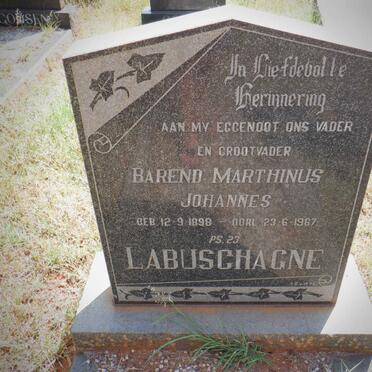 In Liefdevolle
Herinnering
AAN MY EGGENOOT ONS VADER
EN GROOTVADER
BAREND MARTHINUS
JOHANNES
GEB. 12-9-1898 - OORL. 23-6-1967
PS. 23
LABUSCHAGNE